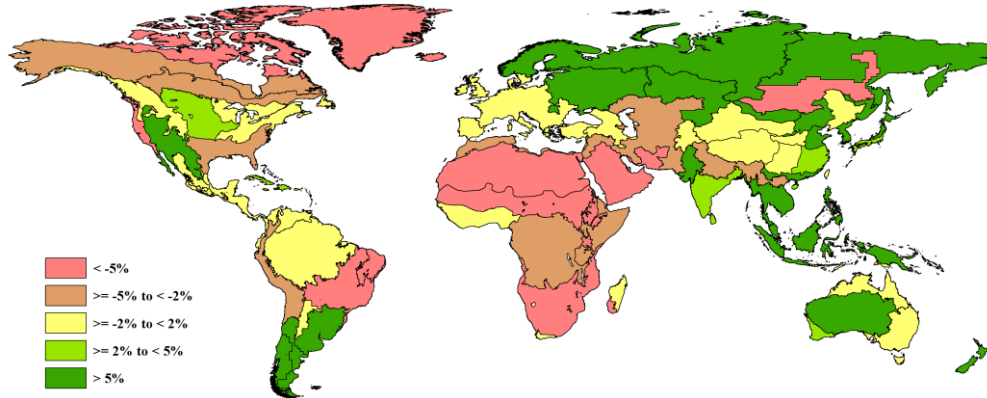 < -5%
>= -5% to < -2%
>= -2% to < 2%
>= 2% to < 5%
> 5%